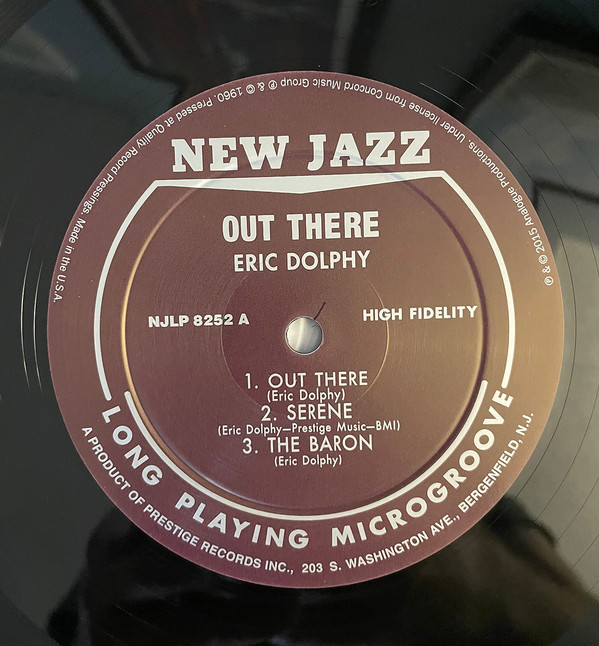 NEW JAZZ
OUT THERE
ERIC DOLPHY
NJLP 8252 A
HIGH FIDELITY
1. OUT THERE
(Eric Dolphy)
2. SERENE
(Eric Dolphy—Prestige Music—BMI)
3. THE BARON
(Eric Dolphy)
LONG PLAYING MICROGROOVE
A PRODUCT OF PRESTIGE RECORDS INC., 203 S. WASHINGTON AVE., BERGENFIELD, N.J.
℗ & © 2015 Analogue Productions. Under license from Concord Music Group ℗ & © 1960. Pressed at Quality Record Pressings. Made in the U.S.A.